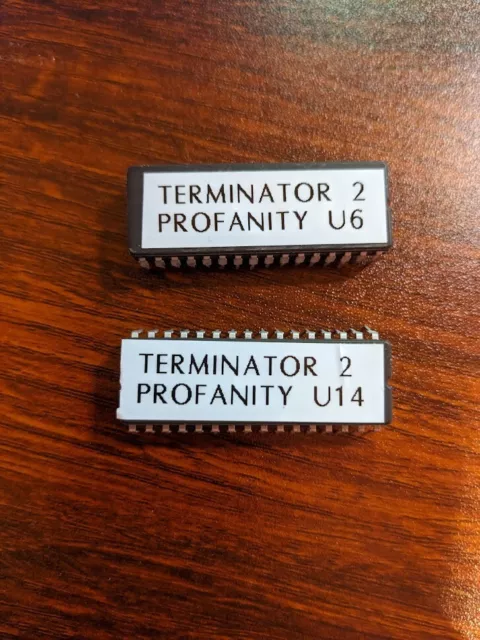 TERMINATOR 2
PROFANITY U6
TERMINATOR 2
PROFANITY U14